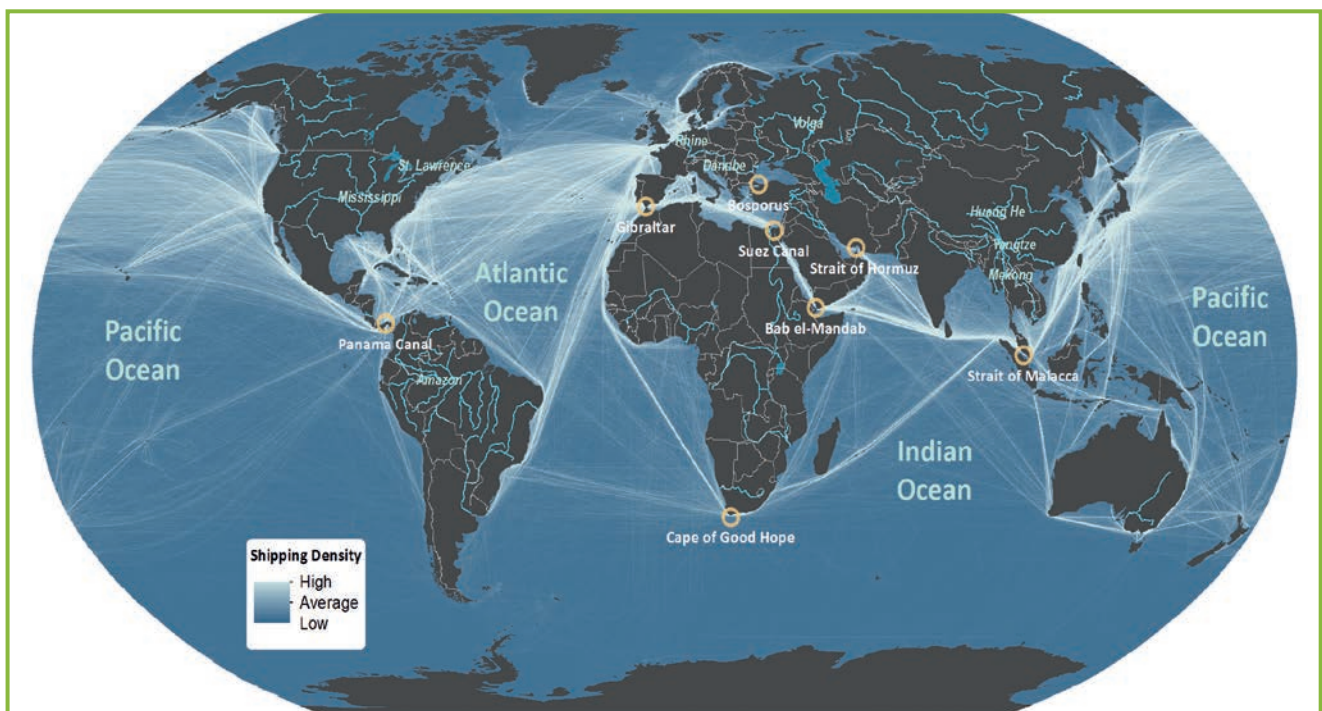 Volga
Rhine
Danube
St. Lawrence
Mississippi
Bosporus
Huang He
Gibraltar
Suez Canal
Yangtze
Strait of Hormuz
Mekong
Atlantic
Ocean
Pacific
Ocean
Pacific
Ocean
Bab el-Mandab
Panama Canal
Strait of Malacca
Amazon
Indian
Ocean
Cape of Good Hope
Shipping Density
High
Average
Low